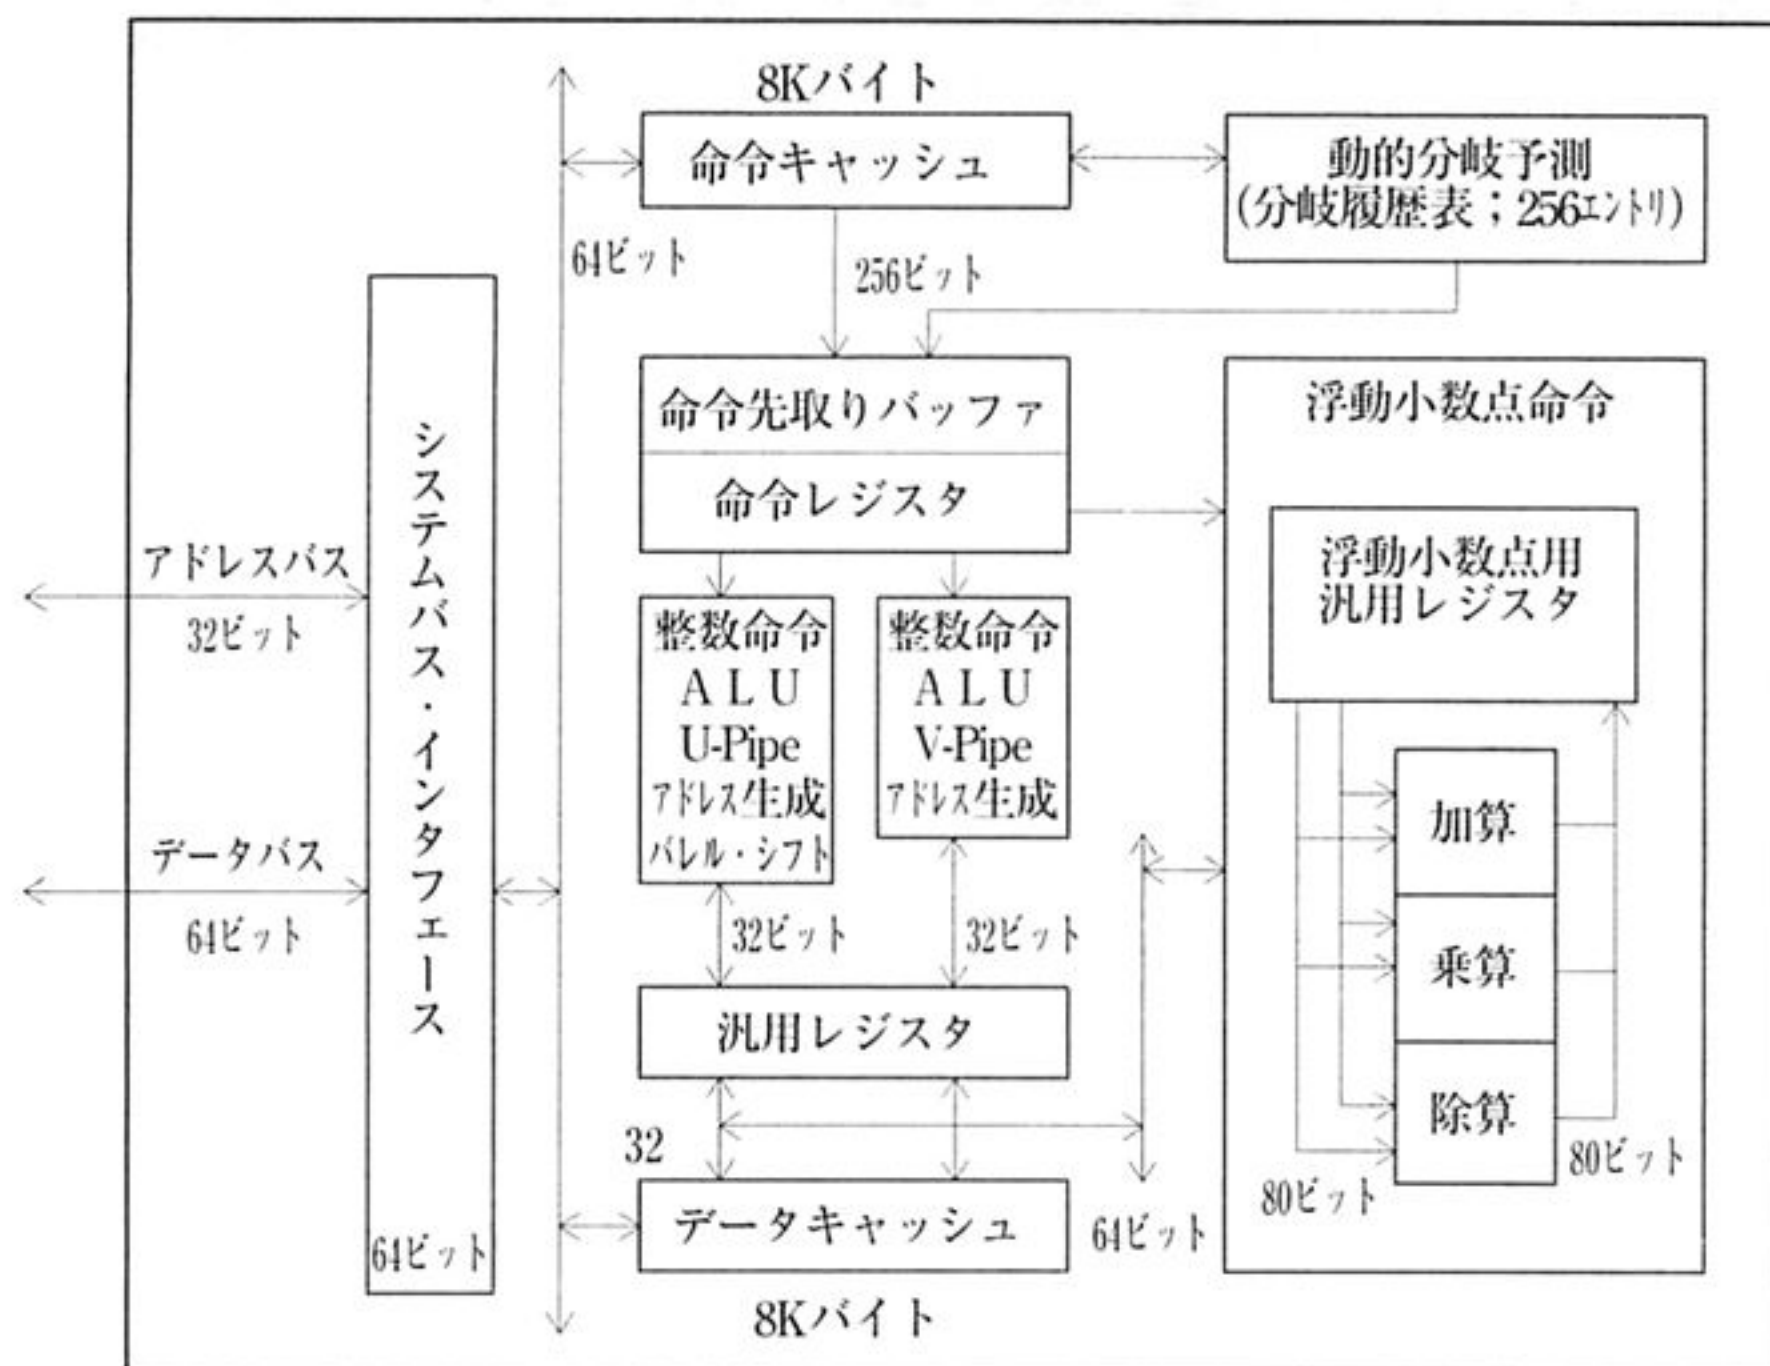 8Kバイト
命令キャッシュ
動的分岐予測
(分岐履歴表；256エントリ)
64ビット
256ビット
命令先取りバッファ
命令レジスタ
浮動小数点命令
浮動小数点用
汎用レジスタ
システムバス・インタフェース
64ビット
アドレスバス
32ビット
データバス
64ビット
整数命令
ＡＬＵ
U-Pipe
アドレス生成
バレル・シフト
整数命令
ＡＬＵ
V-Pipe
アドレス生成
32ビット
32ビット
加算
乗算
除算
80ビット
80ビット
汎用レジスタ
32
64ビット
データキャッシュ
8Kバイト